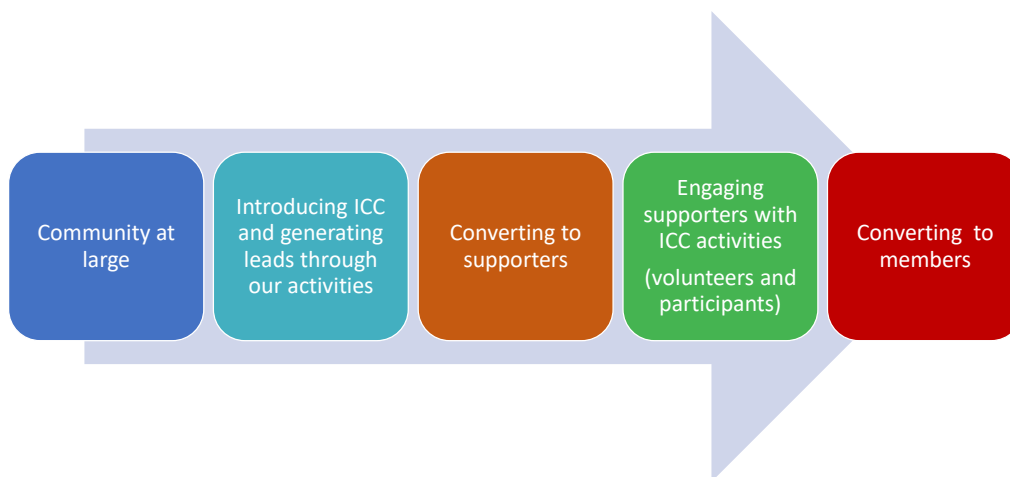 Community at
large
Introducing ICC
and generating
leads through
our activities
Converting to
supporters
Engaging
supporters with
ICC activities
(volunteers and
participants)
Converting to
members